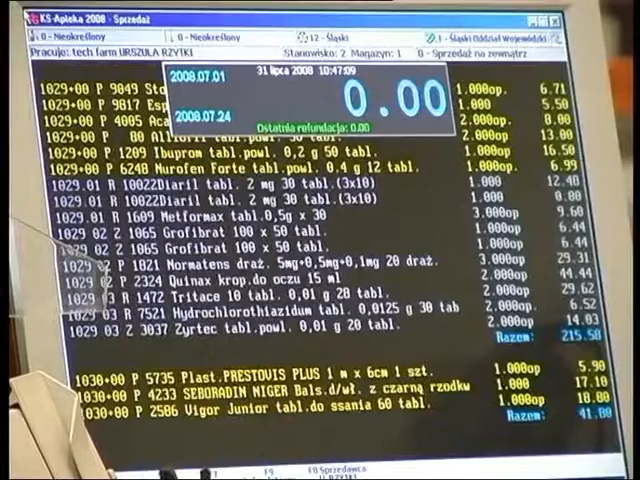 KS-Apteka 2008 - Sprzedaż
0 - Nieokreślony 0 - Nieokreślony 12 - Śląski 1 - Śląski Oddział Wojewódzki
Pracuje: tech farm URSZULA RZYTKI Stanowisko: 2 Magazyn: 1 0 - Sprzedaż na zewnątrz
2008.07.01 31 lipca 2008 10:47:09
0.00
2008.07.24
Ostatnia refundacja: 0.00
1029+00 P 9049 Sto 1.000op. 6.71
1029+00 P 9817 Esp 1.000 5.50
1029+00 P 4005 Aca 2.000op. 8.00
1029+00 P 80 tabl.powl. 30 tabl. 2.000op 13.00
1029+00 P 1209 Ibuprom tabl.powl. 0,2 g 50 tabl. 1.000op 16.50
1029+00 P 6248 Nurofen Forte tabl.powl. 0.4 g 12 tabl. 1.000op. 6.99
1029.01 R 10022Diaril tabl. 2 mg 30 tabl.(3x10) 1.000 12.40
1029.01 R 10022Diaril tabl. 2 mg 30 tabl.(3x10) 1.000 0.00
1029.01 R 1609 Metformax tabl.0,5g x 30 3.000op 9.60
1029 02 Z 1065 Grofibrat 100 x 50 tabl. 1.000op 6.44
1029 02 Z 1065 Grofibrat 100 x 50 tabl. 1.000op 6.44
1029 02 P 1821 Normatens draż. 5mg+0,5mg+0,1mg 20 draż. 3.000op 29.31
1029 02 P 2324 Quinax krop.do oczu 15 ml 2.000op 44.44
1029 03 R 1472 Tritace 10 tabl. 0,01 g 28 tabl. 2.000op 29.62
1029 03 R 7521 Hydrochlorothiazidum tabl. 0,0125 g 30 tab 2.000op. 6.52
1029 03 Z 3037 Zyrtec tabl.powl. 0,01 g 20 tabl. 2.000op 14.03
Razem: 215.50
1030+00 P 5735 Plast.PRESTOVIS PLUS 1 m x 6cm 1 szt. 1.000op 5.90
1030+00 P 4233 SEBORADIN NIGER Bals.d/wł. z czarną rzodkw 1.000 17.10
1030+00 P 2586 Vigor Junior tabl.do ssania 60 tabl. 1.000op 18.80
Razem: 41.80
F9 F8 Sprzedawca